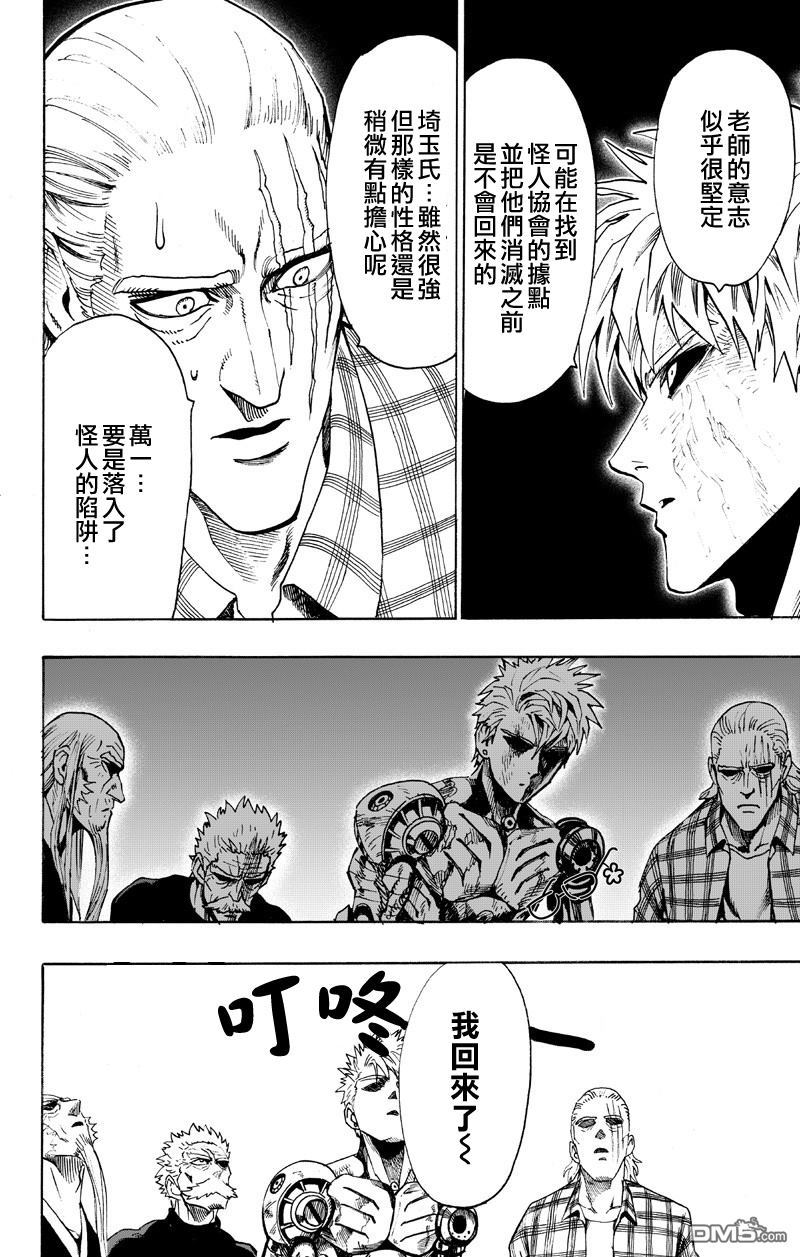 老師的意志
似乎很堅定
可能在找到
怪人協會的據點
並把他們消滅之前
是不會回來的
埼玉氏…雖然很強
但那樣的性格還是
稍微有點擔心呢
萬一…
要是落入了
怪人的陷阱…
叮咚——
我回來了～
DM5.com